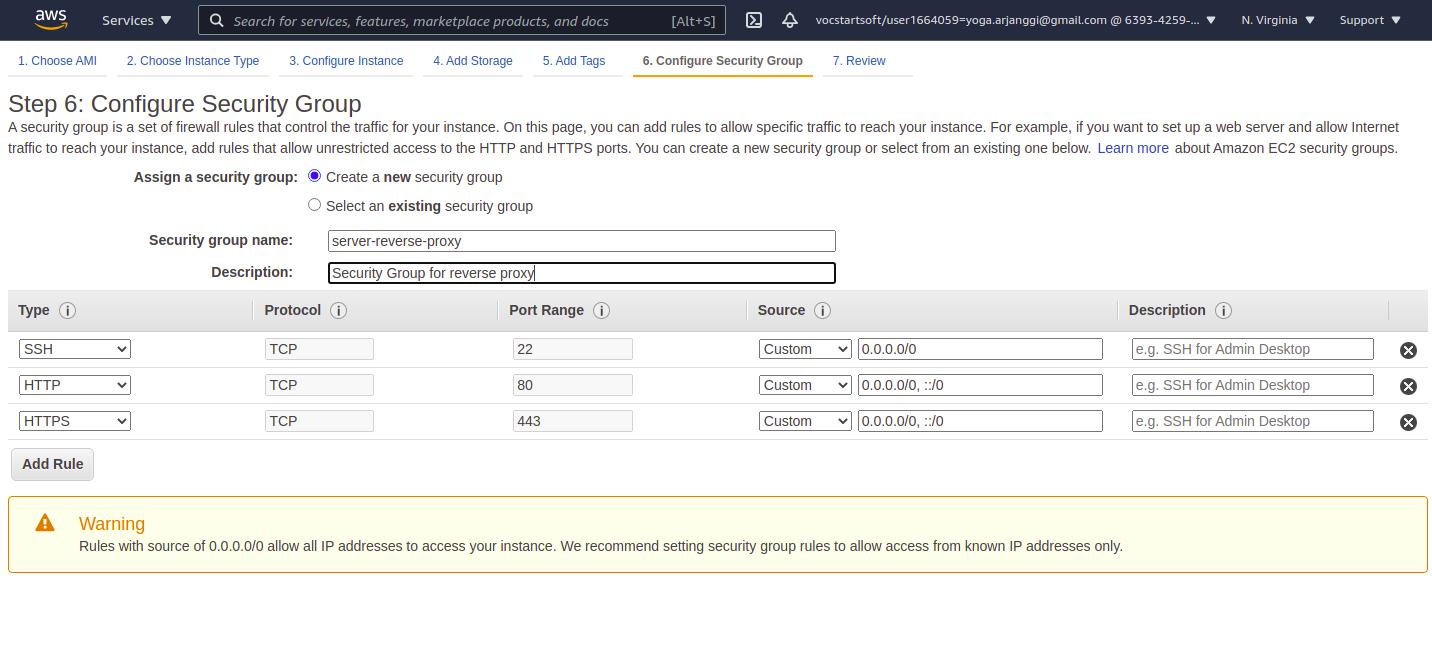 aws Services Search for services, features, marketplace products, and docs [Alt+S] vocstartsoft/user1664059=yoga.arjanggi@gmail.com @ 6393-4259-... N. Virginia Support
1. Choose AMI 2. Choose Instance Type 3. Configure Instance 4. Add Storage 5. Add Tags 6. Configure Security Group 7. Review
Step 6: Configure Security Group
A security group is a set of firewall rules that control the traffic for your instance. On this page, you can add rules to allow specific traffic to reach your instance. For example, if you want to set up a web server and allow Internet
traffic to reach your instance, add rules that allow unrestricted access to the HTTP and HTTPS ports. You can create a new security group or select from an existing one below. Learn more about Amazon EC2 security groups.
Assign a security group: Create a new security group
Select an existing security group
Security group name: server-reverse-proxy
Description: Security Group for reverse proxy
Type i Protocol i Port Range i Source i Description i
SSH TCP 22 Custom 0.0.0.0/0 e.g. SSH for Admin Desktop
HTTP TCP 80 Custom 0.0.0.0/0, ::/0 e.g. SSH for Admin Desktop
HTTPS TCP 443 Custom 0.0.0.0/0, ::/0 e.g. SSH for Admin Desktop
Add Rule
Warning
Rules with source of 0.0.0.0/0 allow all IP addresses to access your instance. We recommend setting security group rules to allow access from known IP addresses only.